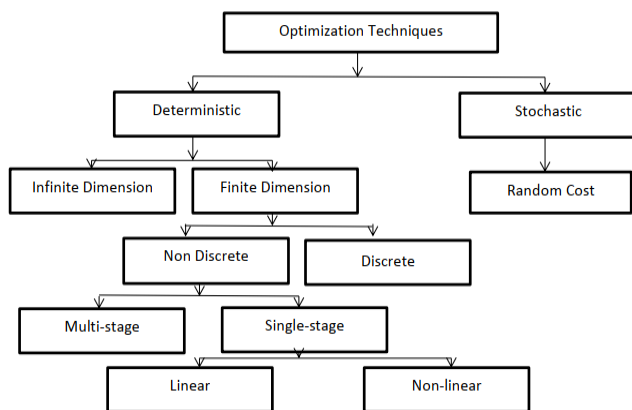 Optimization Techniques
Deterministic
Stochastic
Infinite Dimension
Finite Dimension
Random Cost
Non Discrete
Discrete
Multi-stage
Single-stage
Linear
Non-linear